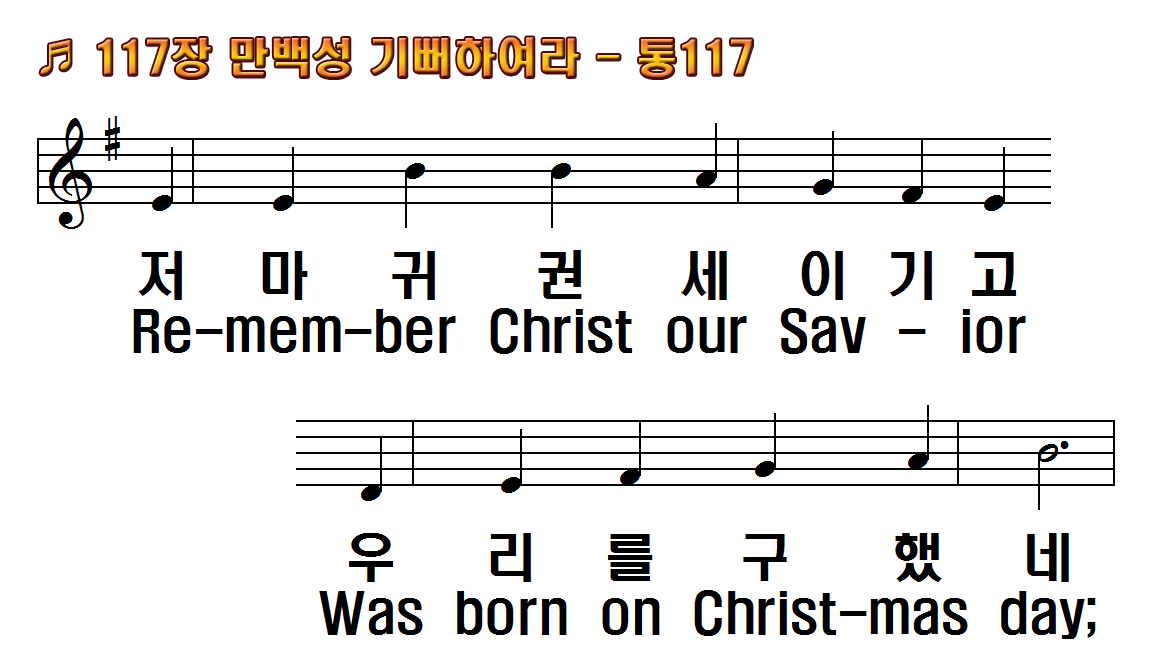 ♬ 117장 만백성 기뻐하여라 - 통117
저 마 귀 권 세 이 기 고
Re-mem-ber Christ our Sav - ior
우 리 를 구 했 네
Was born on Christ-mas day;